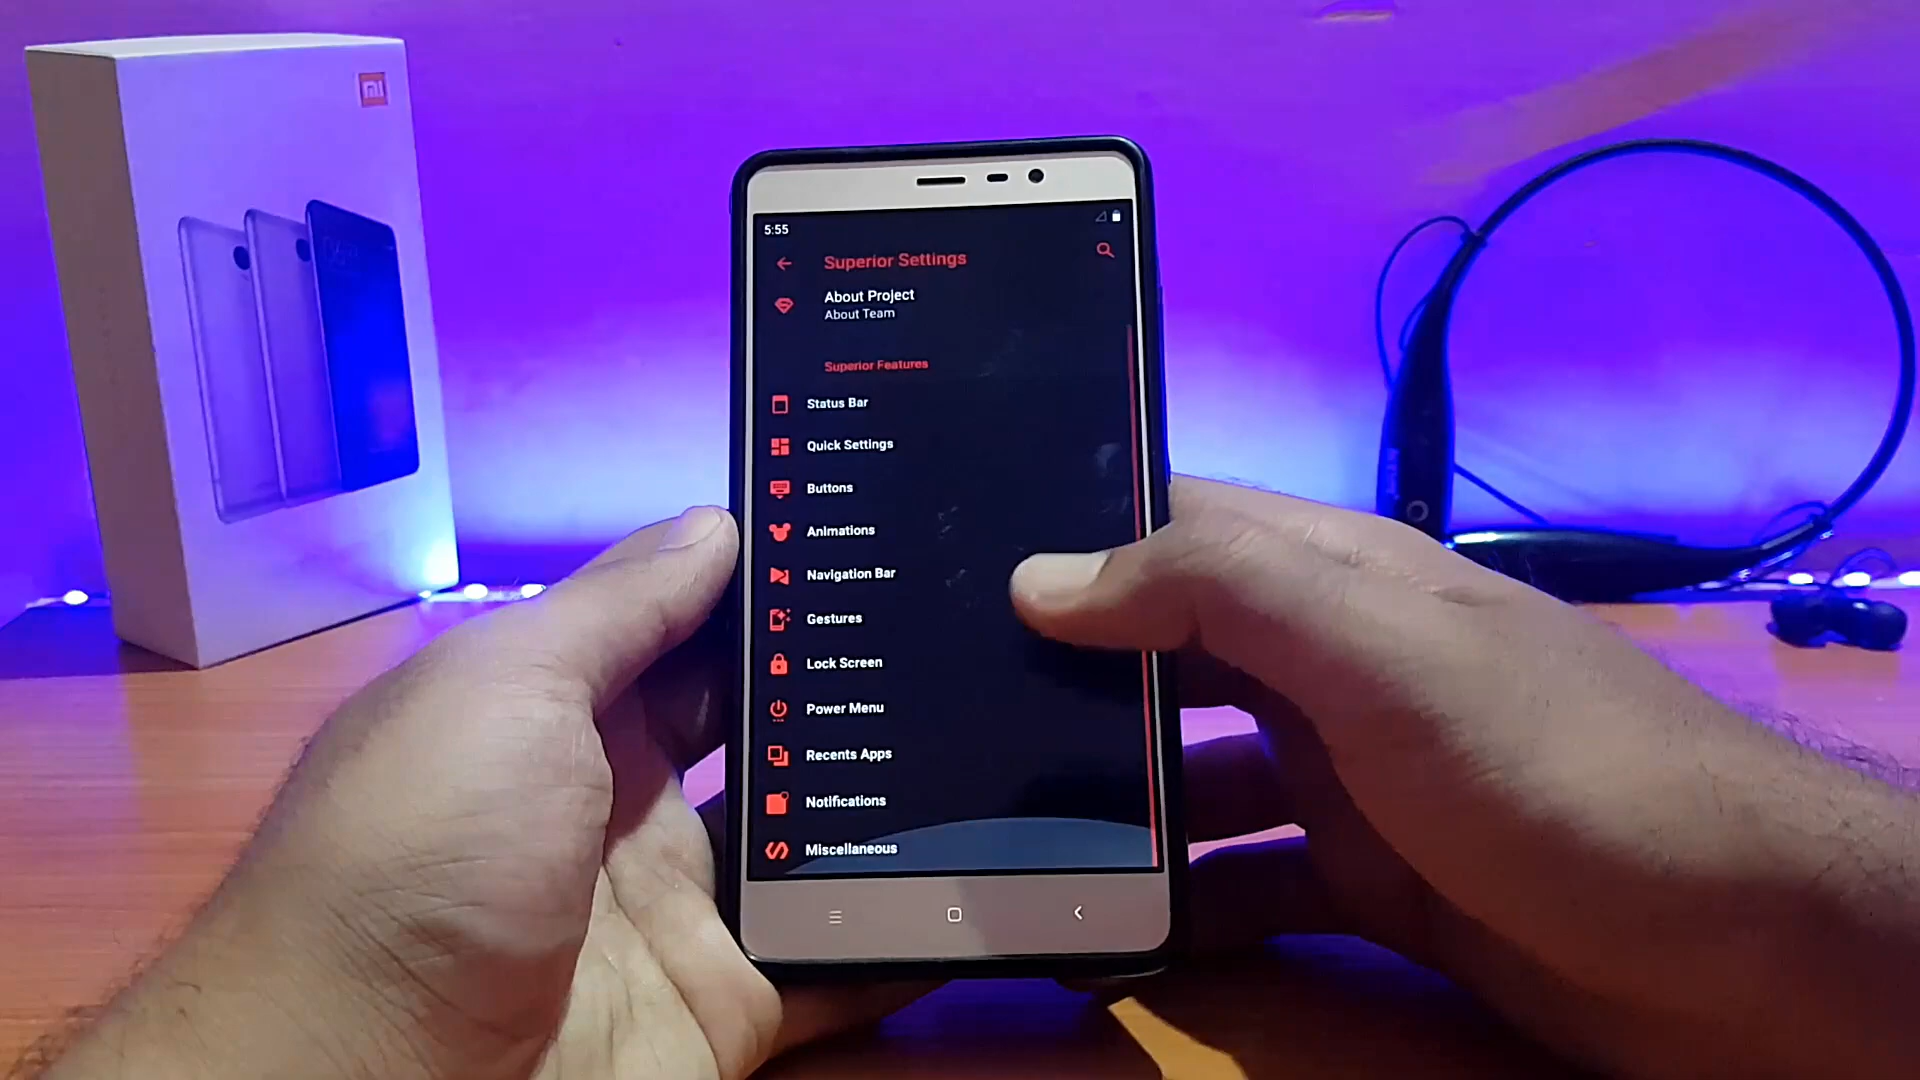 mi
5:55
Superior Settings
About Project
About Team
Superior Features
Status Bar
Quick Settings
Buttons
Animations
Navigation Bar
Gestures
Lock Screen
Power Menu
Recents Apps
Notifications
Miscellaneous